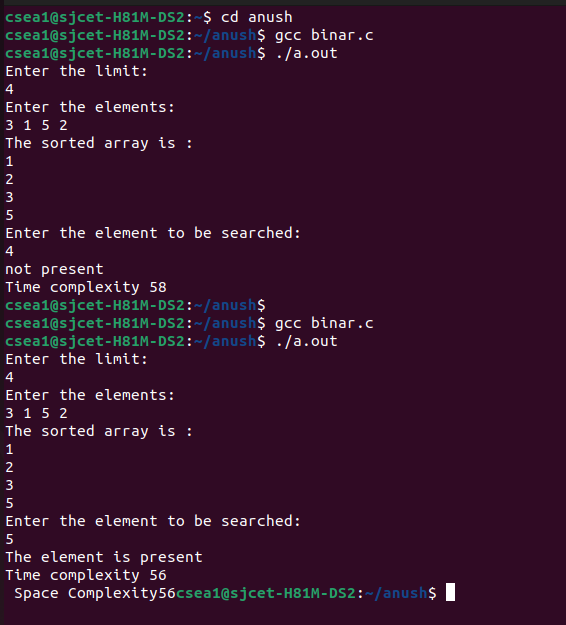 csea1@sjcet-H81M-DS2:~$ cd anush
csea1@sjcet-H81M-DS2:~/anush$ gcc binar.c
csea1@sjcet-H81M-DS2:~/anush$ ./a.out
Enter the limit:
4
Enter the elements:
3 1 5 2
The sorted array is :
1
2
3
5
Enter the element to be searched:
4
not present
Time complexity 58
csea1@sjcet-H81M-DS2:~/anush$
csea1@sjcet-H81M-DS2:~/anush$ gcc binar.c
csea1@sjcet-H81M-DS2:~/anush$ ./a.out
Enter the limit:
4
Enter the elements:
3 1 5 2
The sorted array is :
1
2
3
5
Enter the element to be searched:
5
The element is present
Time complexity 56
 Space Complexity56csea1@sjcet-H81M-DS2:~/anush$